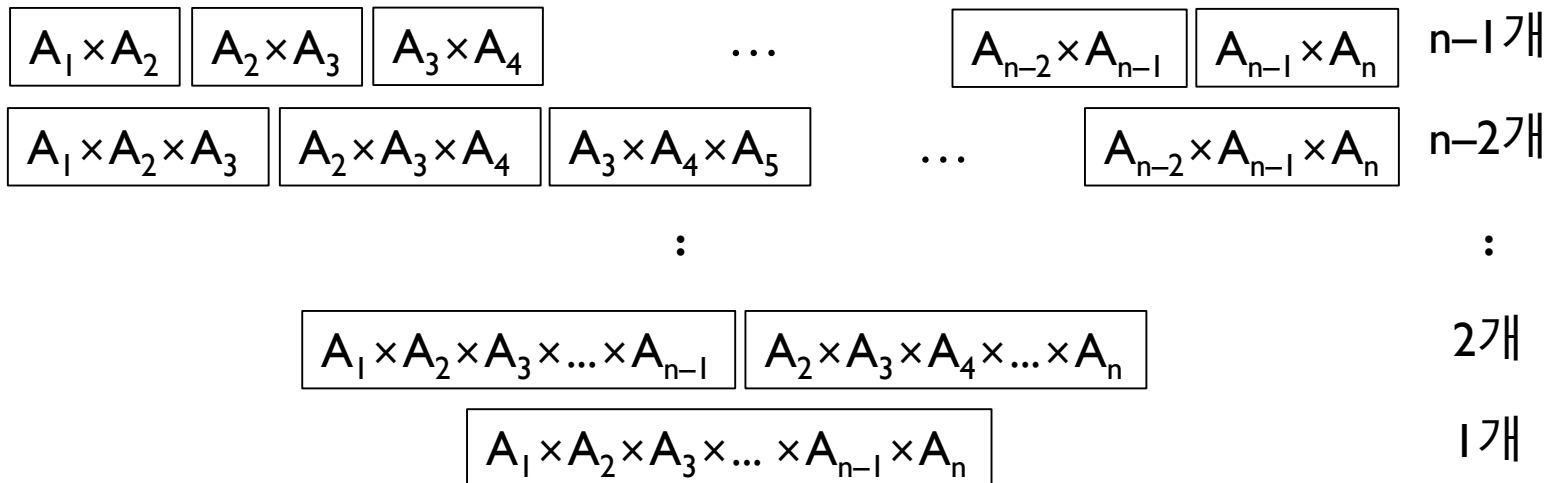 A₁×A₂ A₂×A₃ A₃×A₄ … Aₙ₋₂×Aₙ₋₁ Aₙ₋₁×Aₙ n–1개
A₁×A₂×A₃ A₂×A₃×A₄ A₃×A₄×A₅ … Aₙ₋₂×Aₙ₋₁×Aₙ n–2개
: :
A₁×A₂×A₃×...×Aₙ₋₁ A₂×A₃×A₄×...×Aₙ 2개
A₁×A₂×A₃×... ×Aₙ₋₁×Aₙ 1개